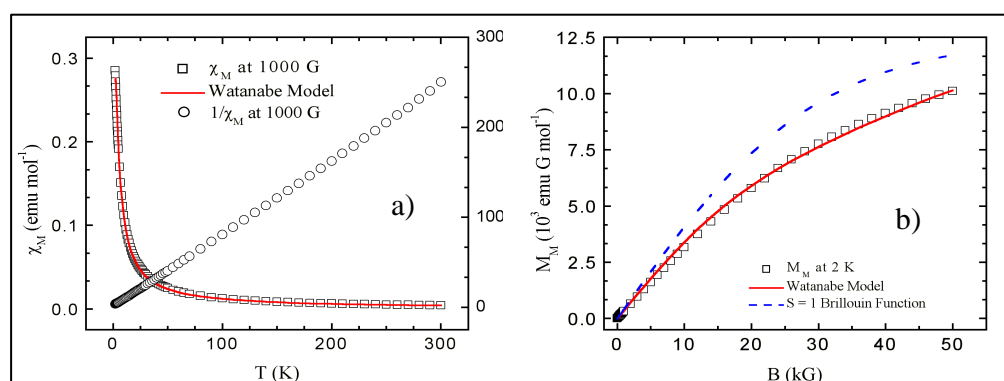 0.3
0.2
0.1
0.0
χM (emu mol-1)
χM at 1000 G
Watanabe Model
1/χM at 1000 G
a)
300
200
100
0
0 50 100 150 200 250 300
T (K)
12.5
10.0
7.5
5.0
2.5
0.0
MM (10³ emu G mol-1)
b)
MM at 2 K
Watanabe Model
S = 1 Brillouin Function
0 10 20 30 40 50
B (kG)